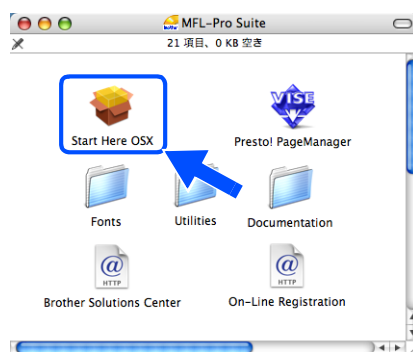 MFL-Pro Suite
21 項目、0 KB 空き
Start Here OSX
VISE
Presto! PageManager
Fonts
Utilities
Documentation
@
HTTP
@
HTTP
Brother Solutions Center
On-Line Registration